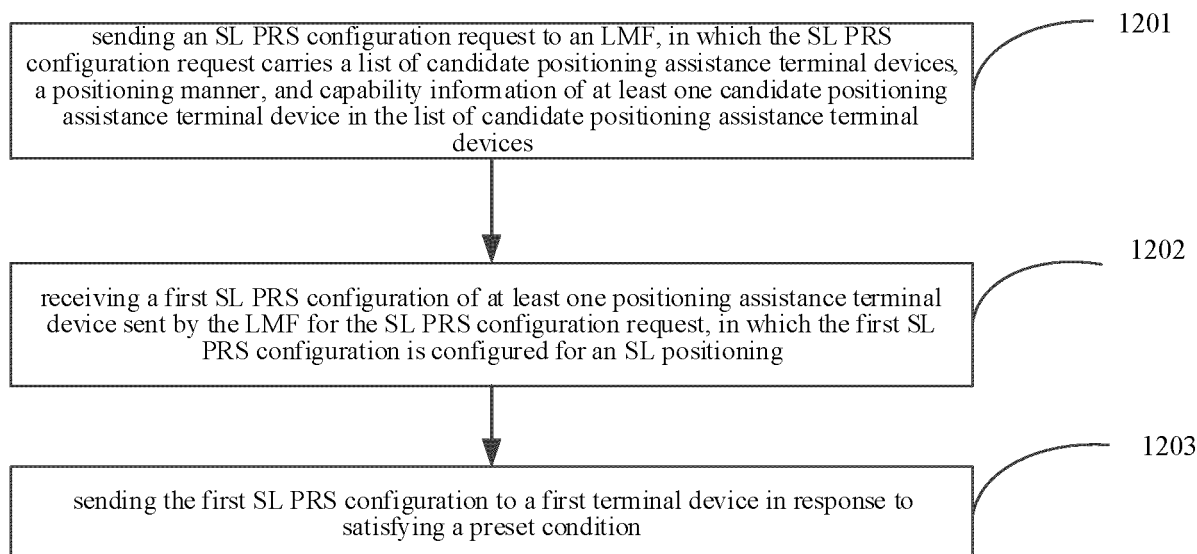 sending an SL PRS configuration request to an LMF, in which the SL PRS
configuration request carries a list of candidate positioning assistance terminal devices,
a positioning manner, and capability information of at least one candidate positioning
assistance terminal device in the list of candidate positioning assistance terminal
devices
1201
receiving a first SL PRS configuration of at least one positioning assistance terminal
device sent by the LMF for the SL PRS configuration request, in which the first SL
PRS configuration is configured for an SL positioning
1202
sending the first SL PRS configuration to a first terminal device in response to
satisfying a preset condition
1203